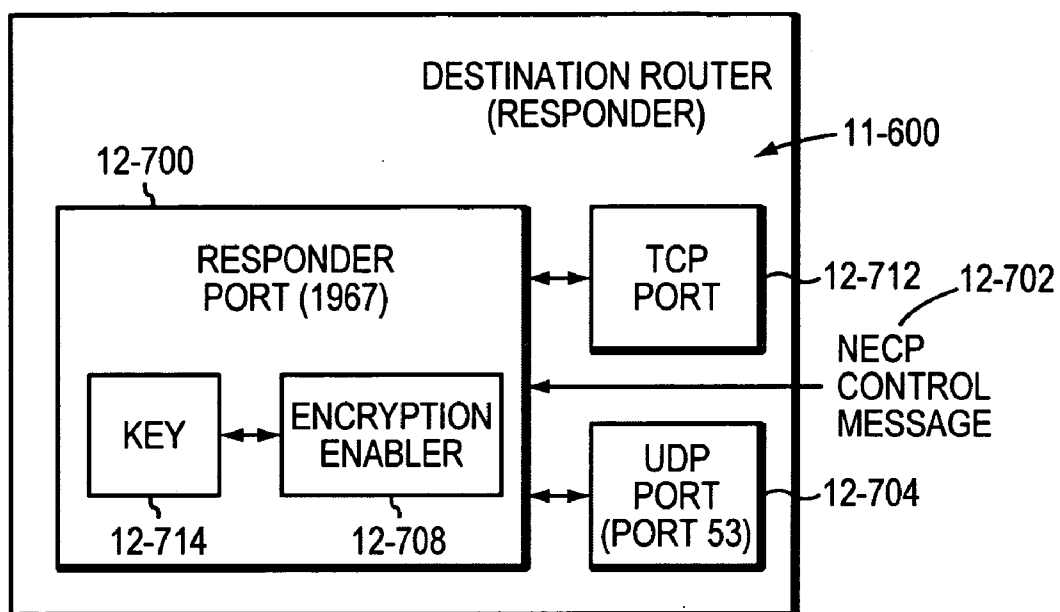 DESTINATION ROUTER
(RESPONDER)
11-600
12-700
RESPONDER
PORT (1967)
TCP
PORT
12-712
12-702
NECP
CONTROL
MESSAGE
KEY
ENCRYPTION
ENABLER
UDP
PORT
(PORT 53)
12-704
12-714
12-708